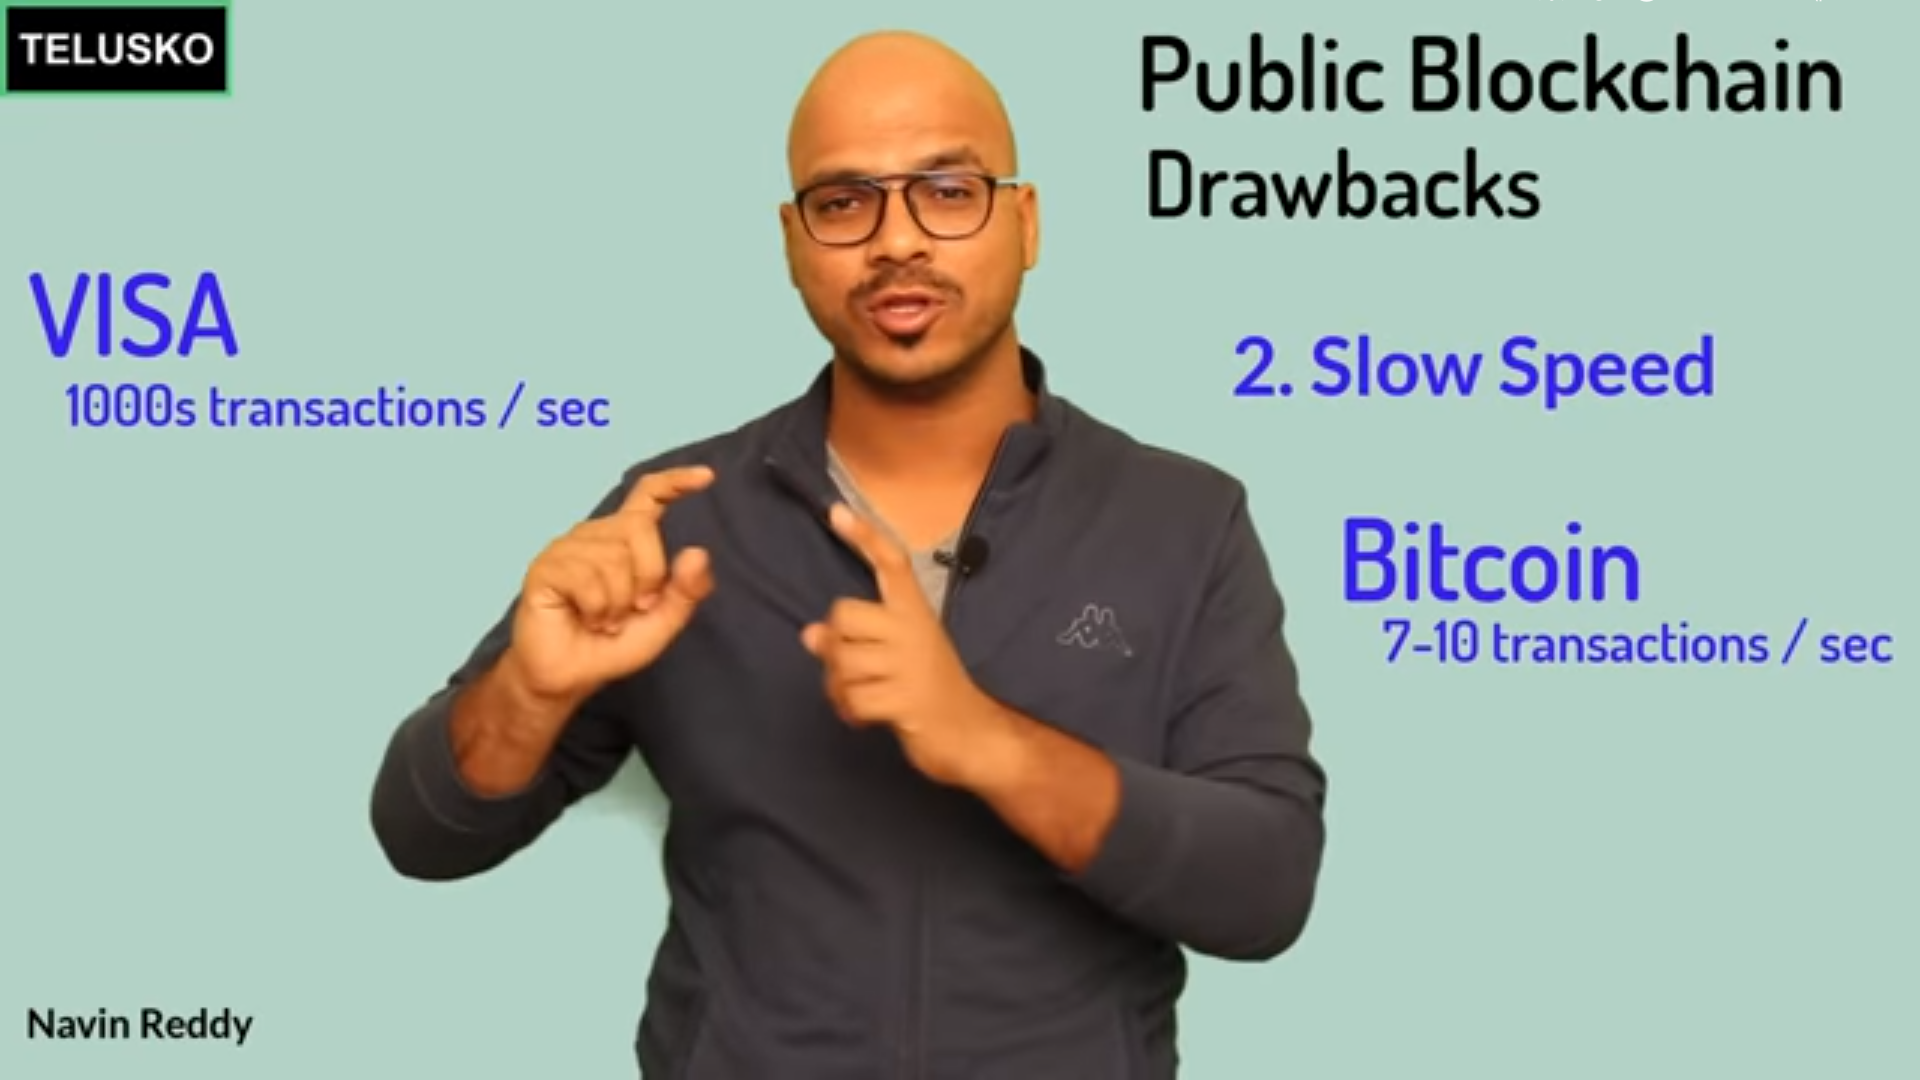 TELUSKO
Public Blockchain
Drawbacks
VISA
1000s transactions / sec
2. Slow Speed
Bitcoin
7-10 transactions / sec
Navin Reddy